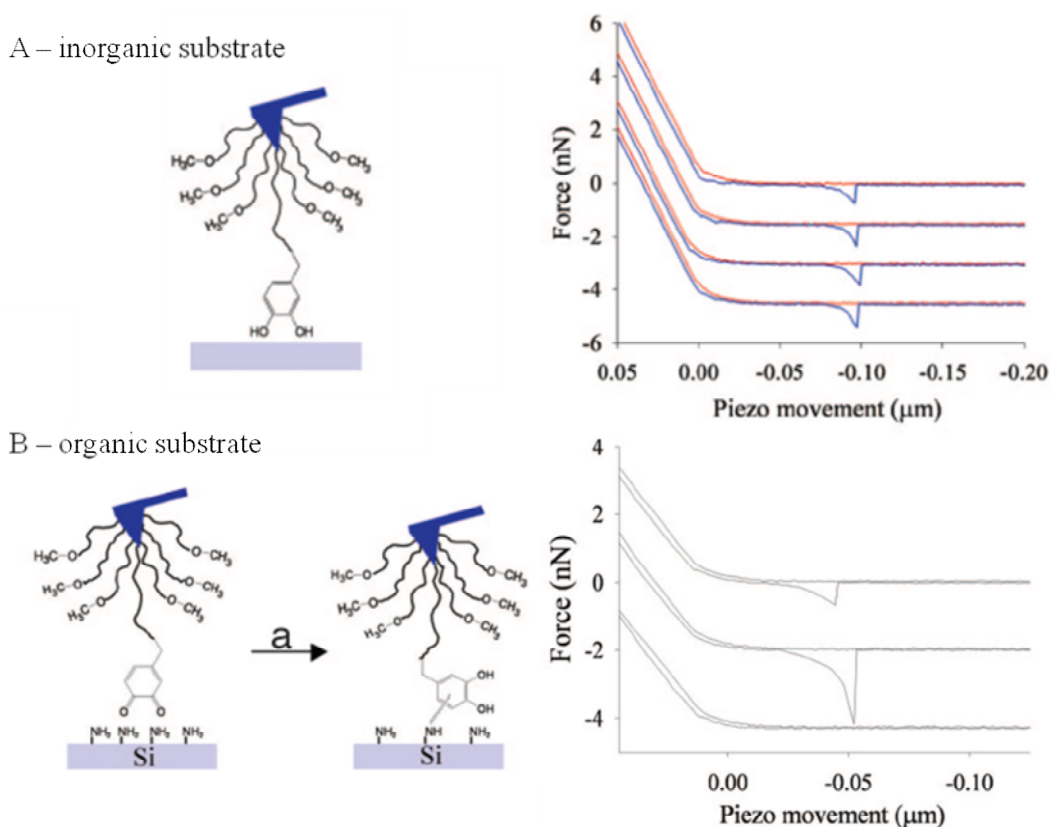 A – inorganic substrate
H₃C
O
O
CH₃
H₃C
O
O
CH₃
H₃C
O
O
CH₃
HO
OH
Force (nN)
6
4
2
0
-2
-4
-6
0.05
0.00
-0.05
-0.10
-0.15
-0.20
Piezo movement (μm)
B – organic substrate
H₃C
O
O
CH₃
H₃C
O
O
CH₃
H₃C
O
O
CH₃
O
O
NH₂ NH₂ NH₂ NH₂
Si
a
H₃C
O
O
CH₃
H₃C
O
O
CH₃
H₃C
O
O
CH₃
OH
OH
NH₂ NH NH₂
Si
Force (nN)
4
2
0
-2
-4
0.00
-0.05
-0.10
Piezo movement (μm)